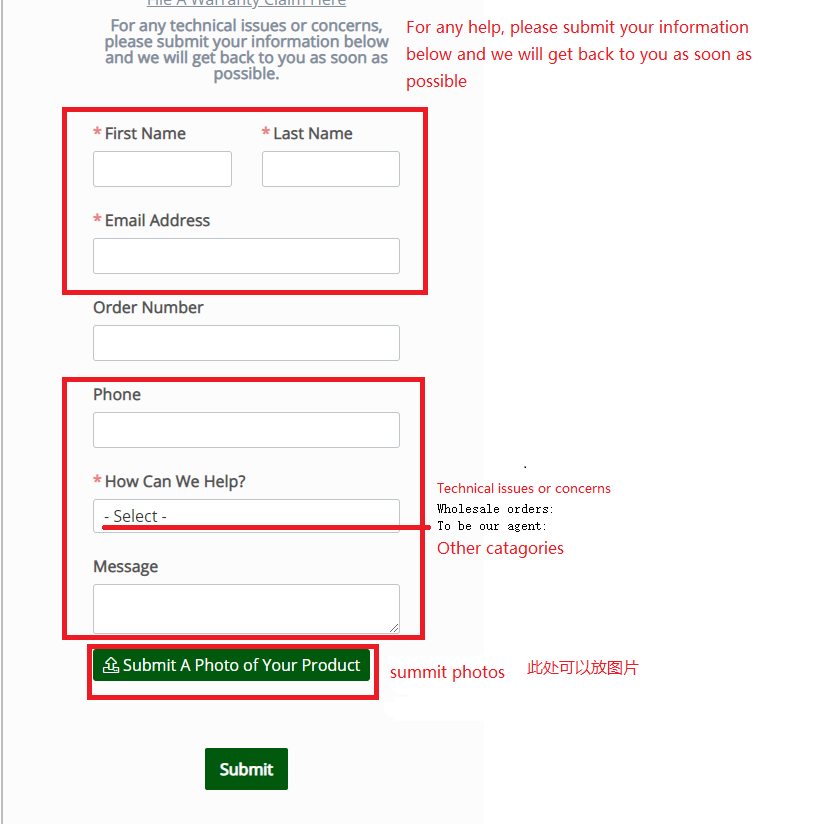 File A Warranty Claim Here
For any technical issues or concerns,
please submit your information below
and we will get back to you as soon as
possible.
For any help, please submit your information
below and we will get back to you as soon as
possible
* First Name
* Last Name
* Email Address
Order Number
Phone
* How Can We Help?
- Select -
Technical issues or concerns
Wholesale orders:
To be our agent:
Other catagories
Message
Submit A Photo of Your Product
summit photos
此处可以放图片
Submit